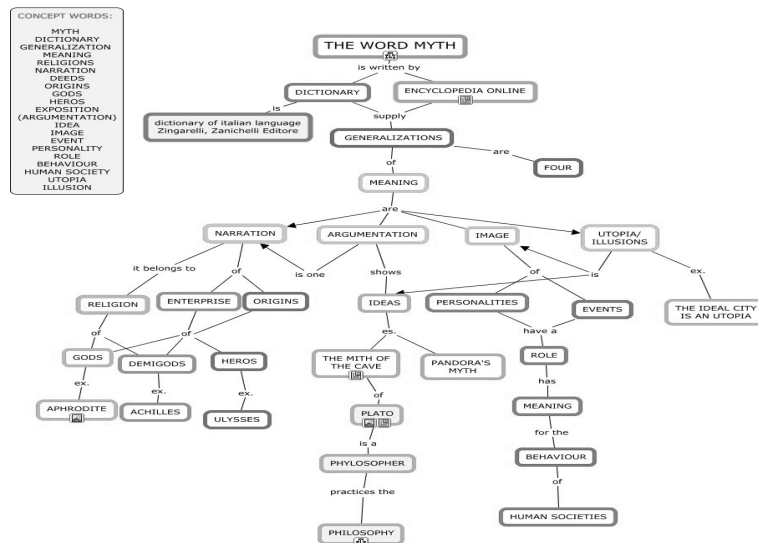 CONCEPT WORDS:
MYTH
DICTIONARY
GENERALIZATION
MEANING
RELIGIONS
NARRATION
DEEDS
ORIGINS
GODS
HEROS
EXPOSITION
(ARGUMENTATION)
IDEA
IMAGE
EVENT
PERSONALITY
ROLE
BEHAVIOUR
HUMAN SOCIETY
UTOPIA
ILLUSION
THE WORD MYTH
is written by
DICTIONARY
ENCYCLOPEDIA ONLINE
is
supply
dictionary of italian language
Zingarelli, Zanichelli Editore
GENERALIZATIONS
are
of
FOUR
MEANING
are
NARRATION
ARGUMENTATION
IMAGE
UTOPIA/
ILLUSIONS
it belongs to
of
is one
shows
of
is
ex.
RELIGION
ENTERPRISE
ORIGINS
IDEAS
PERSONALITIES
EVENTS
THE IDEAL CITY
IS AN UTOPIA
of
of
es.
have a
GODS
DEMIGODS
HEROS
THE MITH OF
THE CAVE
PANDORA'S
MYTH
ROLE
ex.
ex.
ex.
of
has
APHRODITE
ACHILLES
ULYSSES
PLATO
MEANING
is a
for the
PHYLOSOPHER
BEHAVIOUR
practices the
of
HUMAN SOCIETIES
PHILOSOPHY